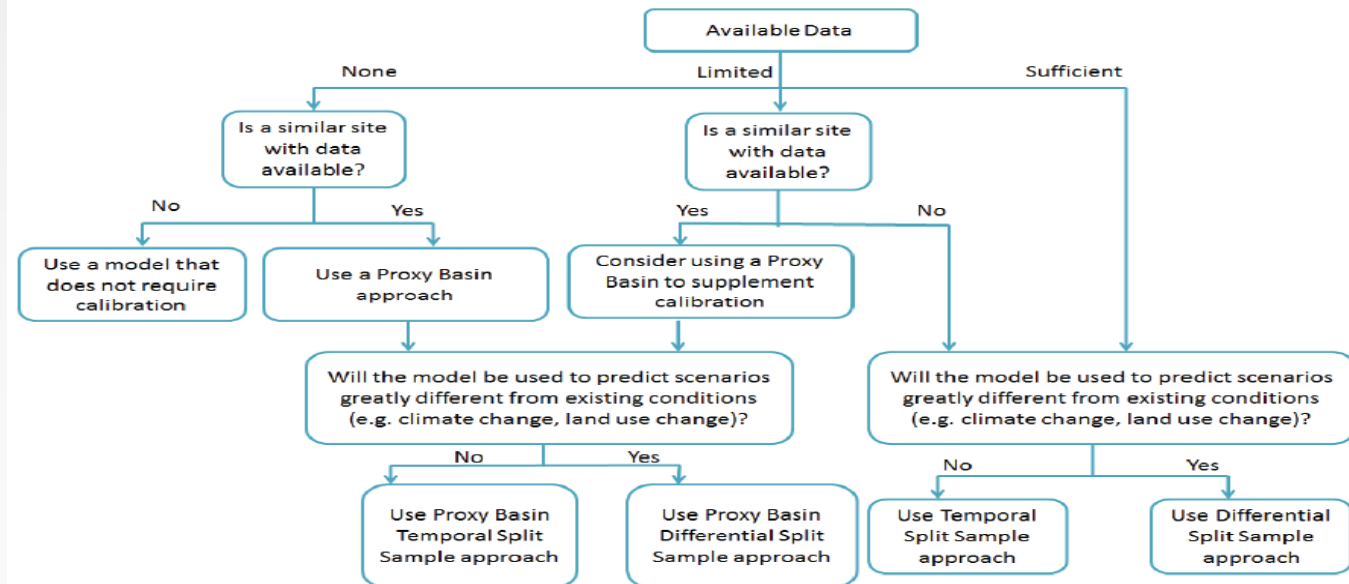 Available Data
None
Limited
Sufficient
Is a similar site
with data
available?
Is a similar site
with data
available?
No
Yes
Yes
No
Use a model that
does not require
calibration
Use a Proxy Basin
approach
Consider using a Proxy
Basin to supplement
calibration
Will the model be used to predict scenarios
greatly different from existing conditions
(e.g. climate change, land use change)?
Will the model be used to predict scenarios
greatly different from existing conditions
(e.g. climate change, land use change)?
No
Yes
No
Yes
Use Proxy Basin
Temporal Split
Sample approach
Use Proxy Basin
Differential Split
Sample approach
Use Temporal
Split Sample
approach
Use Differential
Split Sample
approach